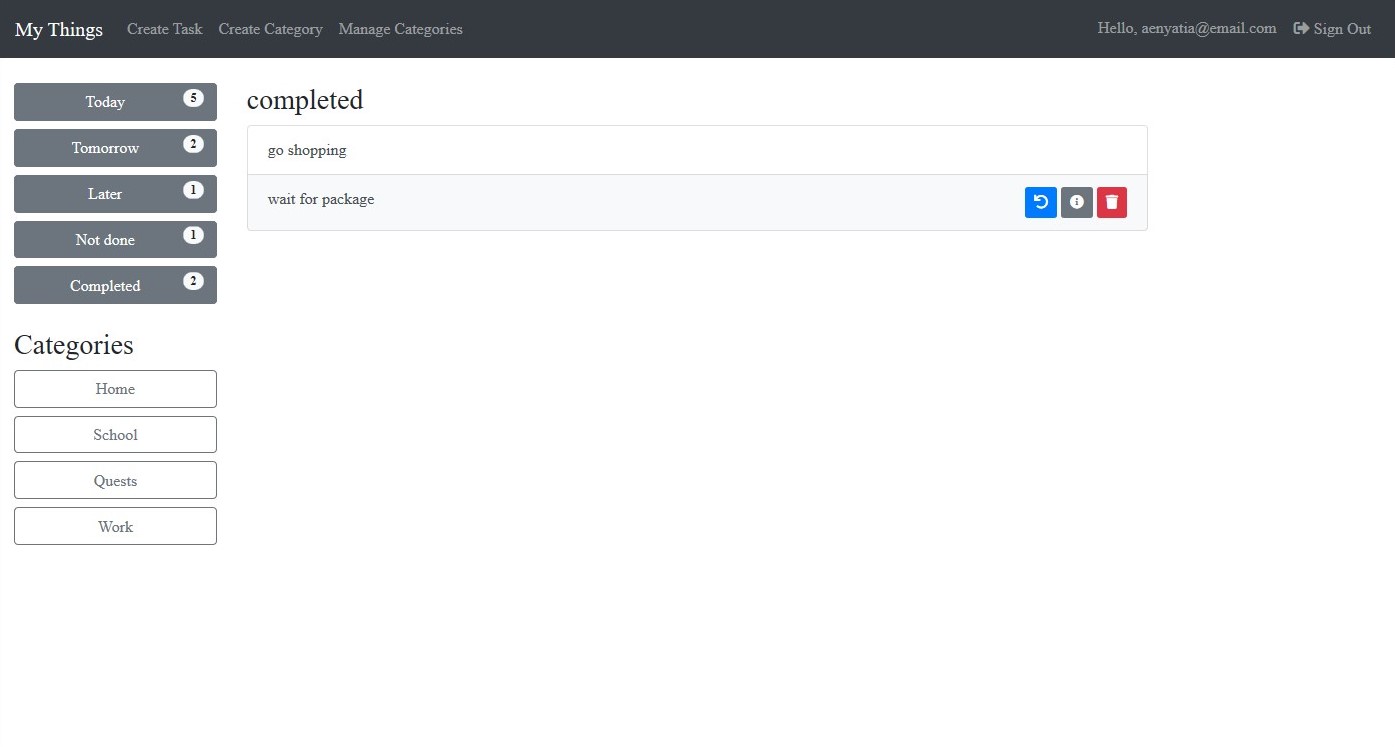 My Things Create Task Create Category Manage Categories Hello, aenyatia@email.com Sign Out
Today 5
Tomorrow 2
Later 1
Not done 1
Completed 2
Categories
Home
School
Quests
Work
completed
go shopping
wait for package